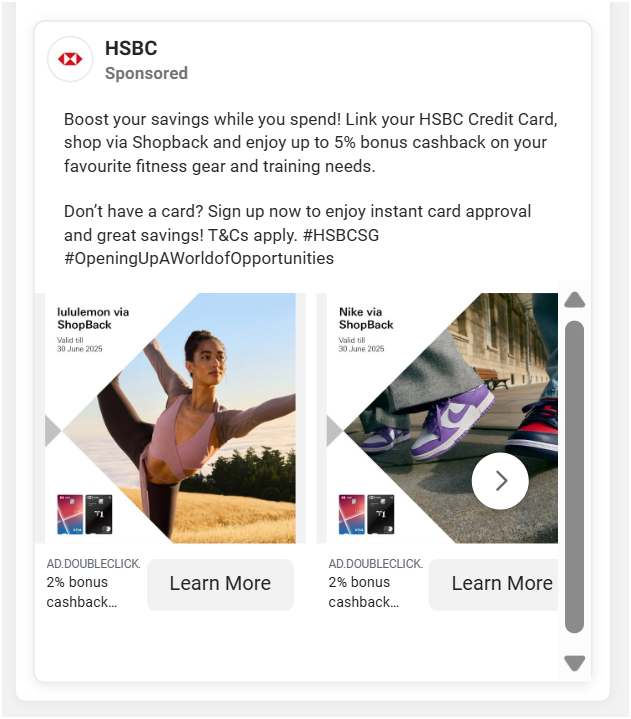 HSBC
Sponsored
Boost your savings while you spend! Link your HSBC Credit Card,
shop via Shopback and enjoy up to 5% bonus cashback on your
favourite fitness gear and training needs.
Don’t have a card? Sign up now to enjoy instant card approval
and great savings! T&Cs apply. #HSBCSG
#OpeningUpAWorldofOpportunities
lululemon via
ShopBack
Valid till
30 June 2025
Nike via
ShopBack
Valid till
30 June 2025
AD.DOUBLECLICK.
2% bonus
cashback…
Learn More
AD.DOUBLECLICK.
2% bonus
cashback…
Learn More